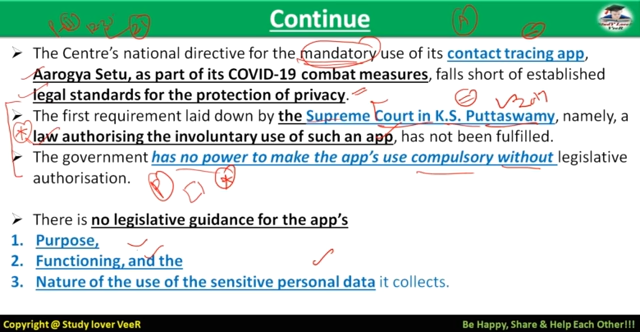 Continue
➢ The Centre's national directive for the mandatory use of its contact tracing app,
Aarogya Setu, as part of its COVID-19 combat measures, falls short of established
legal standards for the protection of privacy.
➢ The first requirement laid down by the Supreme Court in K.S. Puttaswamy, namely, a
law authorising the involuntary use of such an app, has not been fulfilled.
➢ The government has no power to make the app's use compulsory without legislative
authorisation.
➢ There is no legislative guidance for the app's
1. Purpose,
2. Functioning, and the
3. Nature of the use of the sensitive personal data it collects.
Copyright @ Study lover VeeR
Be Happy, Share & Help Each Other!!!